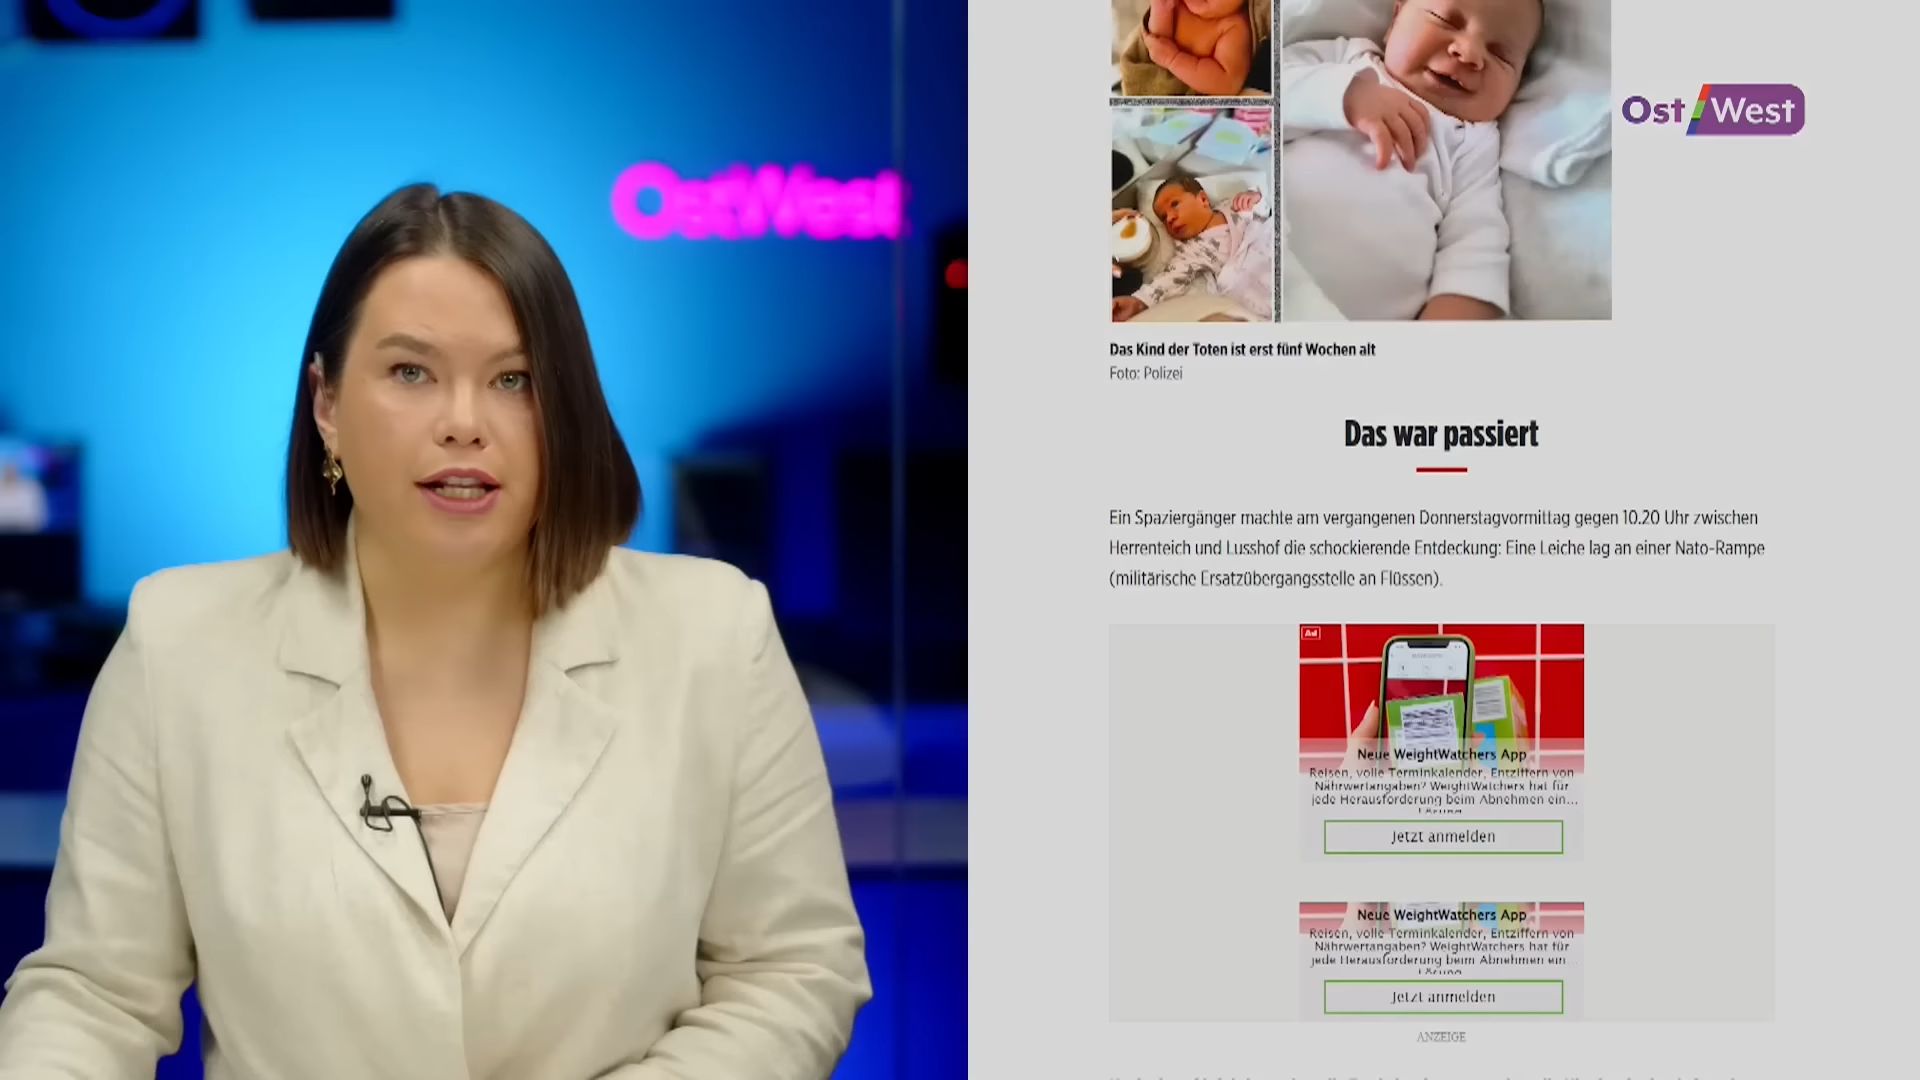 OstWest
Ost/West
Das Kind der Toten ist erst fünf Wochen alt
Foto: Polizei
Das war passiert
Ein Spaziergänger machte am vergangenen Donnerstagvormittag gegen 10.20 Uhr zwischen
Herrenteich und Lusshof die schockierende Entdeckung: Eine Leiche lag an einer Nato-Rampe
(militärische Ersatzübergangsstelle an Flüssen).
Ad
Neue WeightWatchers App
Reisen, volle Terminkalender, Entziffern von
Nährwertangaben? WeightWatchers hat für
jede Herausforderung beim Abnehmen ein...
Jetzt anmelden
Neue WeightWatchers App
Reisen, volle Terminkalender, Entziffern von
Nährwertangaben? WeightWatchers hat für
jede Herausforderung beim Abnehmen ein...
Jetzt anmelden
ANZEIGE